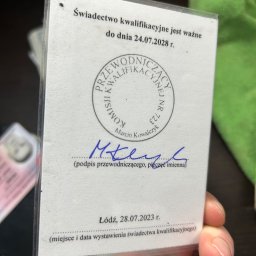 Świadectwo kwalifikacyjne jest ważne
do dnia 24.07.2028 r.
PRZEWODNICZĄCY
KOMISJI KWALIFIKACYJNEJ NR 123
Marcin Kowalczyk
(podpis przewodniczącego, pieczęć imienna)
Łódź, 28.07.2023 r.
(miejsce i data wystawienia świadectwa kwalifikacyjnego)